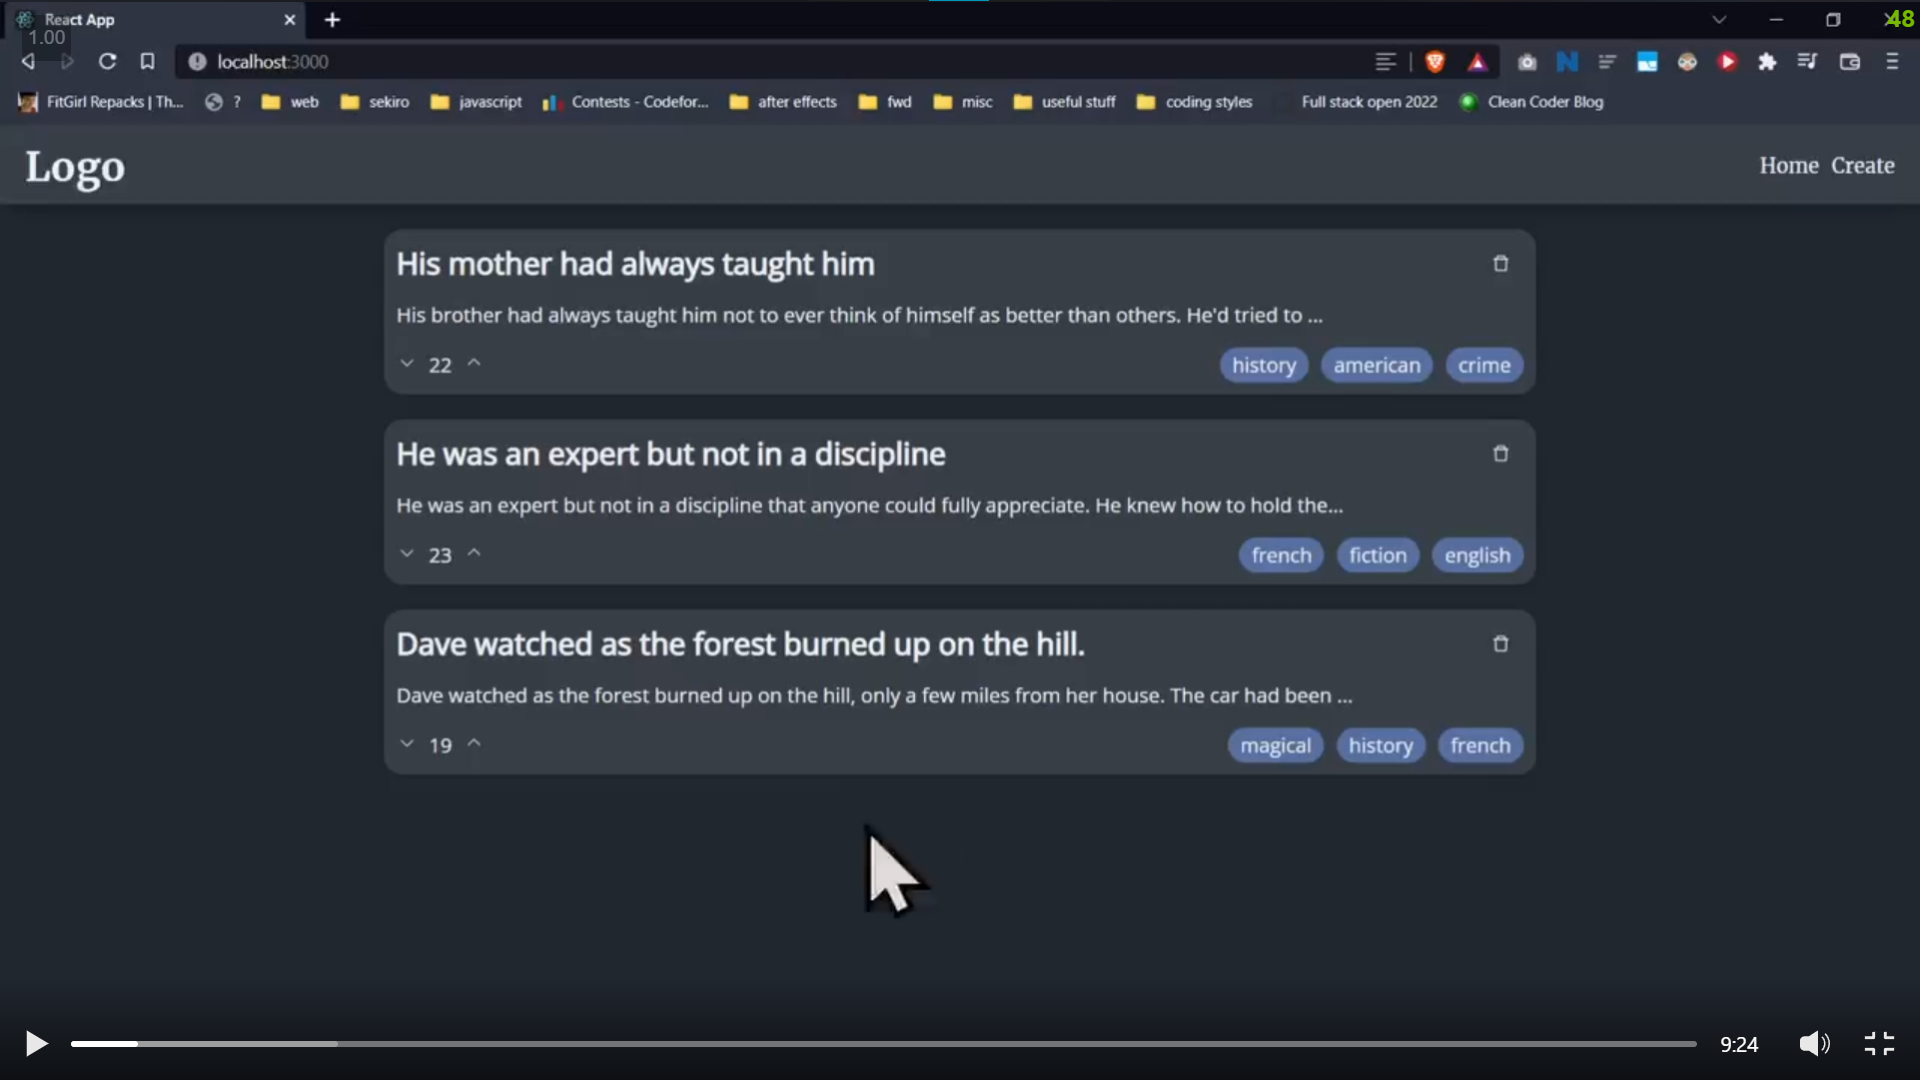 React App
48
1.00
localhost:3000
FitGirl Repacks | Th... ? web sekiro javascript Contests - Codefor... after effects fwd misc useful stuff coding styles Full stack open 2022 Clean Coder Blog
Logo Home Create
His mother had always taught him
His brother had always taught him not to ever think of himself as better than others. He'd tried to ...
22 history american crime
He was an expert but not in a discipline
He was an expert but not in a discipline that anyone could fully appreciate. He knew how to hold the...
23 french fiction english
Dave watched as the forest burned up on the hill.
Dave watched as the forest burned up on the hill, only a few miles from her house. The car had been ...
19 magical history french
9:24